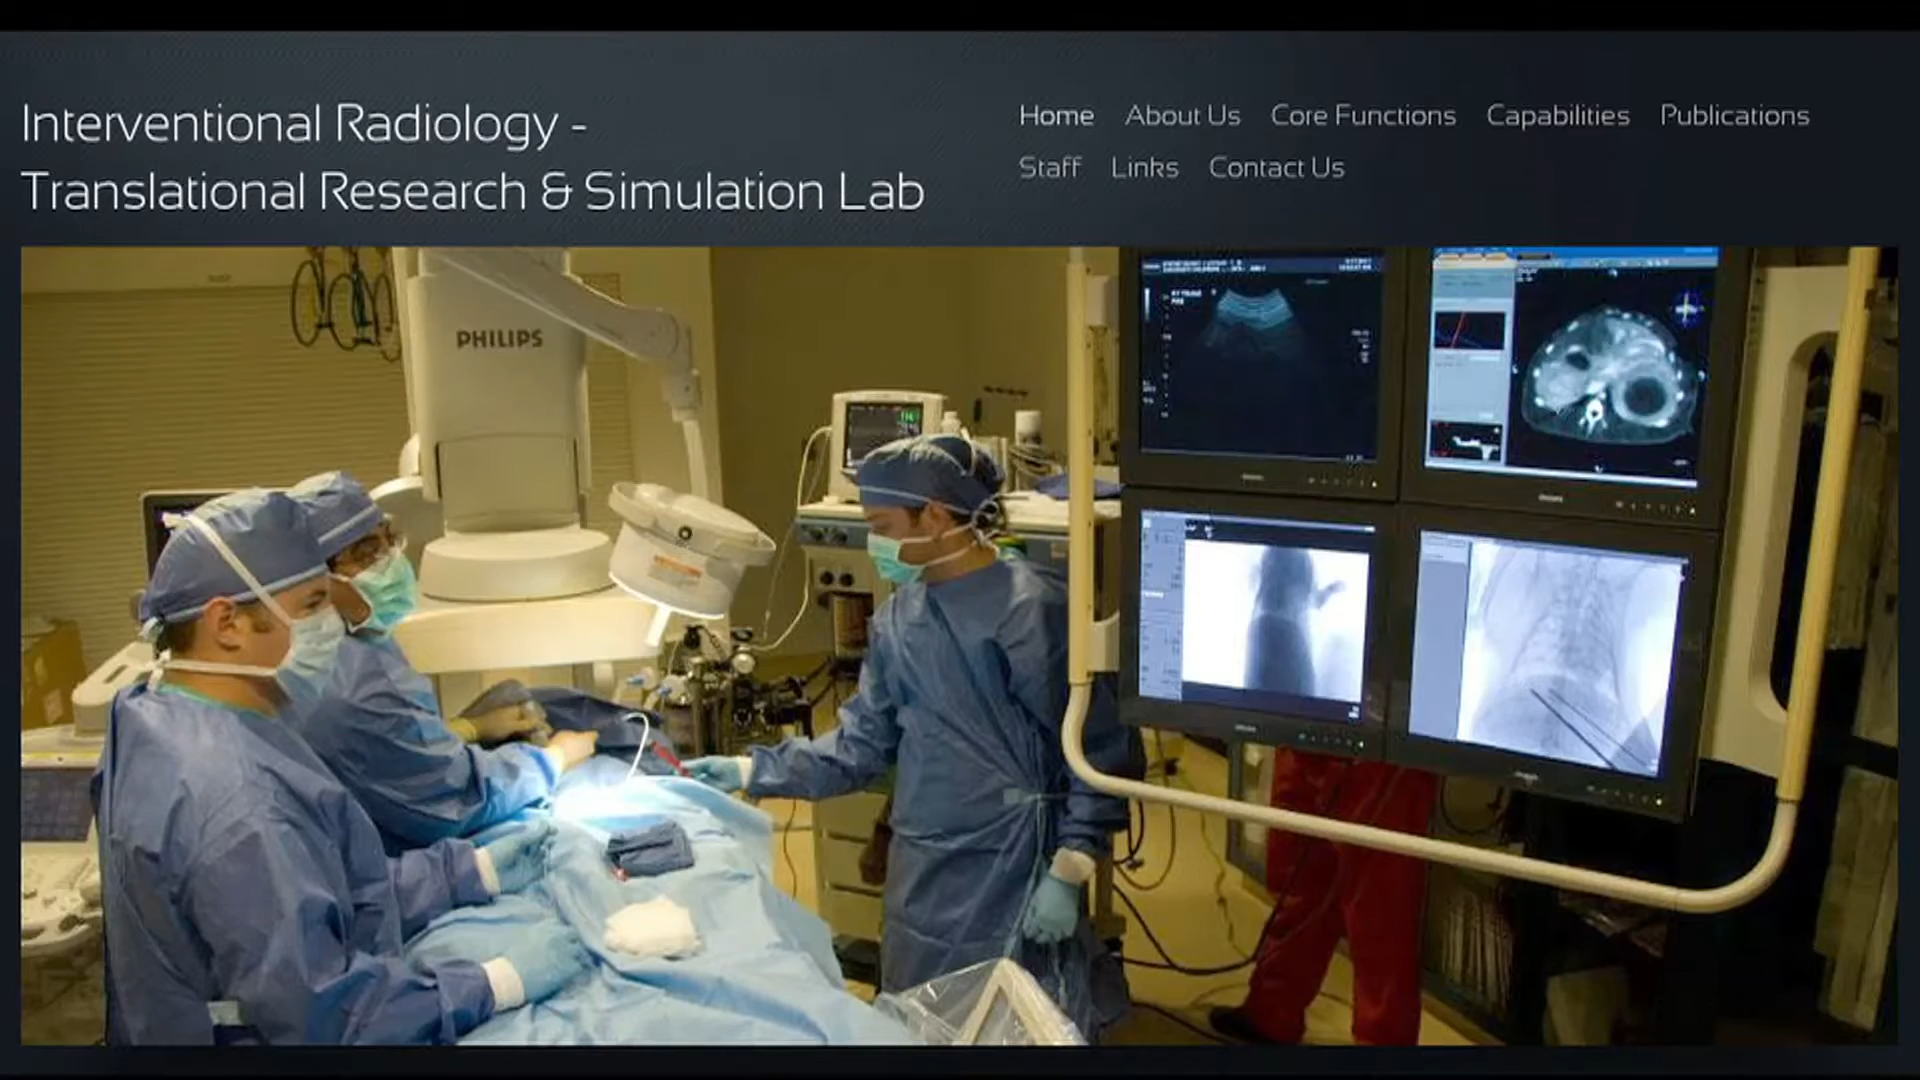 Interventional Radiology -
Translational Research & Simulation Lab
Home About Us Core Functions Capabilities Publications
Staff Links Contact Us
PHILIPS